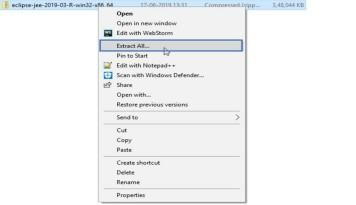 eclipse-jee-2019-03-R-win32-x86_64 17-06-2019 13:31 Compressed (zipp... 3,48,044 KB
Open
Open in new window
Edit with WebStorm
Extract All...
Pin to Start
Edit with Notepad++
Scan with Windows Defender...
Share
Open with...
Restore previous versions
Send to
Cut
Copy
Paste
Create shortcut
Delete
Rename
Properties